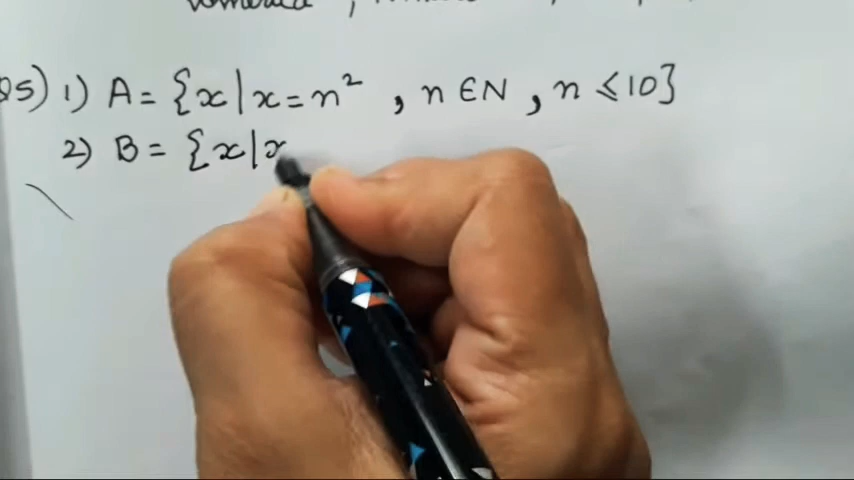 Q5) 1) A = {x | x = n² , n ∈ N , n ≤ 10}
2) B = {x | x